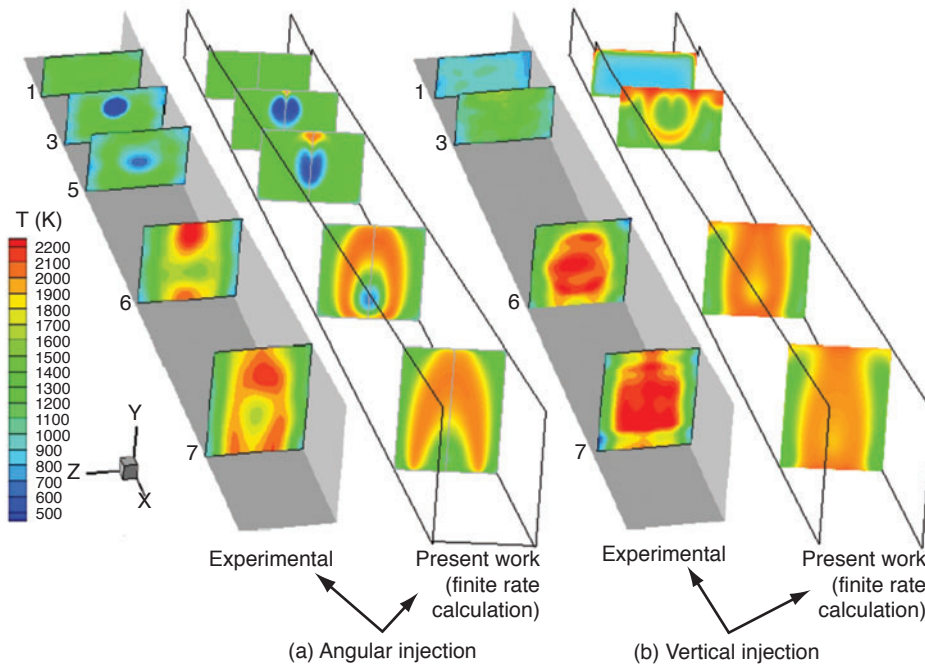 1
3
5
6
7
1
3
6
7
T (K)
2200
2100
2000
1900
1800
1700
1600
1500
1400
1300
1200
1100
1000
900
800
700
600
500
Y
Z
X
Experimental
Present work
(finite rate
calculation)
Experimental
Present work
(finite rate
calculation)
(a) Angular injection
(b) Vertical injection